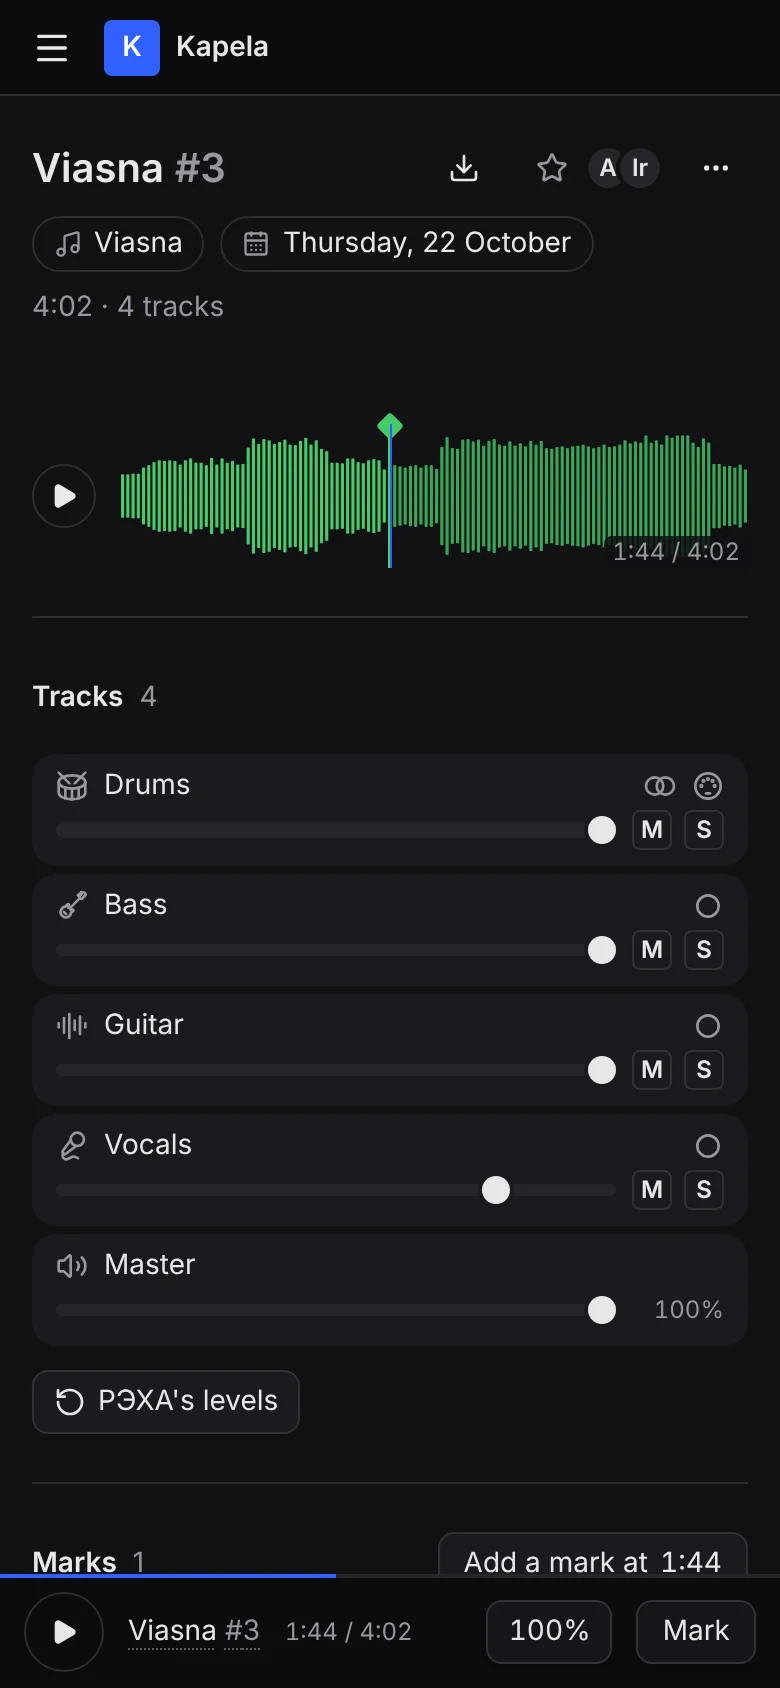 K Kapela
Viasna #3
A Ir
Viasna
Thursday, 22 October
4:02 · 4 tracks
1:44 / 4:02
Tracks 4
Drums
M S
Bass
M S
Guitar
M S
Vocals
M S
Master
100%
РЭХА's levels
Marks 1
Add a mark at 1:44
Viasna #3 1:44 / 4:02
100%
Mark